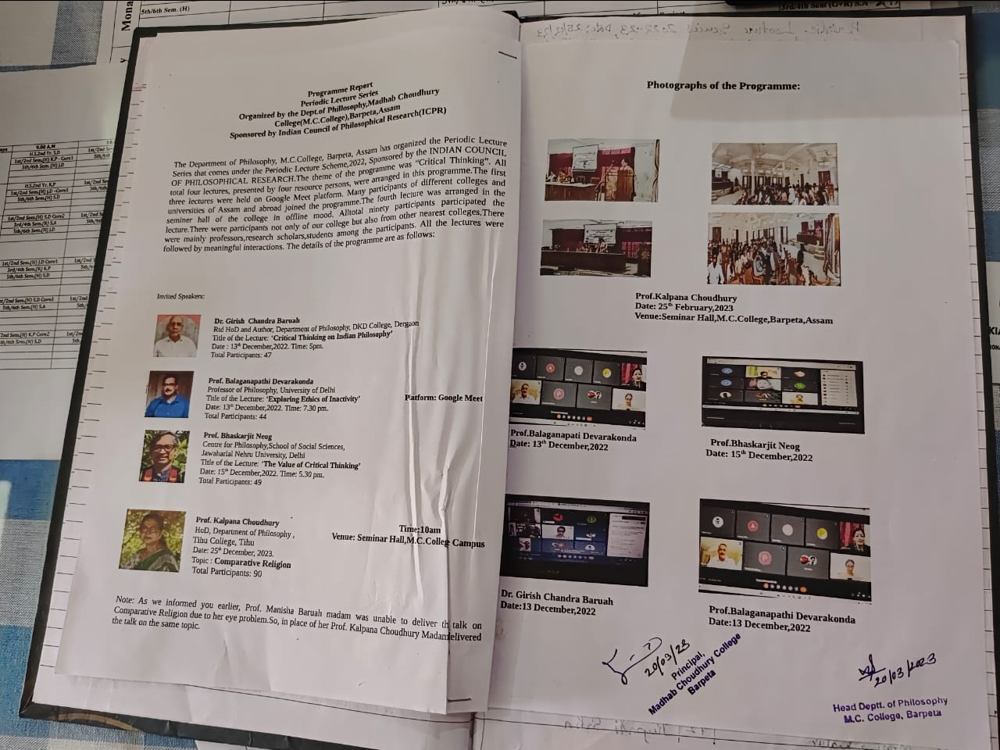 5th/6th Sem. (H)
Programme Report
Periodic Lecture Series
Organized by the Dept.of Phillosophy,Madhab Choudhury
College(M.C.College),Barpeta,Assam
Sponsored by Indian Council of Philosophical Research(ICPR)
The Department of Philosophy, M.C.College, Barpeta, Assam has organized the Periodic Lecture
Series that comes under the Periodic Lecture Scheme,2022, Sponsored by the INDIAN COUNCIL
OF PHILOSOPHICAL RESEARCH.The theme of the programme was "Critical Thinking". All
total four lectures, presented by four resource persons, were arranged in this programme.The first
three lectures were held on Google Meet platform. Many participants of different colleges and
universities of Assam and abroad joined the programme.The fourth lecture was arranged in the
seminer hall of the college in offline mood. Alltotal ninety participants participated the
lecture.There were participants not only of our college but also from other nearest colleges.There
were mainly professors,research scholars,students among the participants. All the lectures were
followed by meaningful interactions. The details of the programme are as follows:
Invited Speakers:
Dr. Girish Chandra Baruah
Rtd HoD and Author, Department of Philosophy, DKD College, Dergaon
Title of the Lecture: 'Critical Thinking on Indian Philosophy'
Date : 13th December,2022. Time: 5pm.
Total Participants: 47
Prof. Balaganapathi Devarakonda
Professor of Philosophy, University of Delhi
Title of the Lecture: 'Exploring Ethics of Inactivity'
Date: 13th December,2022. Time: 7.30 pm.
Total Participants: 44
Patform: Google Meet
Prof. Bhaskarjit Neog
Centre for Philosophy,School of Social Sciences,
Jawaharlal Nehru University, Delhi
Title of the Lecture: 'The Value of Critical Thinking'
Date: 15th December,2022. Time: 5.30 pm.
Total Participants: 49
Prof. Kalpana Choudhury
HoD, Department of Philosophy ,
Tihu College, Tihu
Date: 25th December, 2023.
Topic : Comparative Religion
Total Participants: 90
Time:10am
Venue: Seminar Hall,M.C.Colleg Campus
Note: As we informed you earlier, Prof. Manisha Baruah madam was unable to deliver th talk on
Comparative Religion due to her eye problem.So, in place of her Prof. Kalpana Choudhury Madam elivered
the talk on the same topic.
Photographs of the Programme:
Prof.Kalpana Choudhury
Date: 25th February,2023
Venue:Seminar Hall,M.C.College,Barpeta,Assam
Prof.Balaganapati Devarakonda
Date: 13th December,2022
Prof.Bhaskarjit Neog
Date: 15th December,2022
Dr. Girish Chandra Baruah
Date:13 December,2022
Prof.Balaganapathi Devarakonda
Date:13 December,2022
20/03/23
Principal,
Madhab Choudhury College
Barpeta
20/03/2023
Head Deptt. of Philosophy
M.C. College, Barpeta